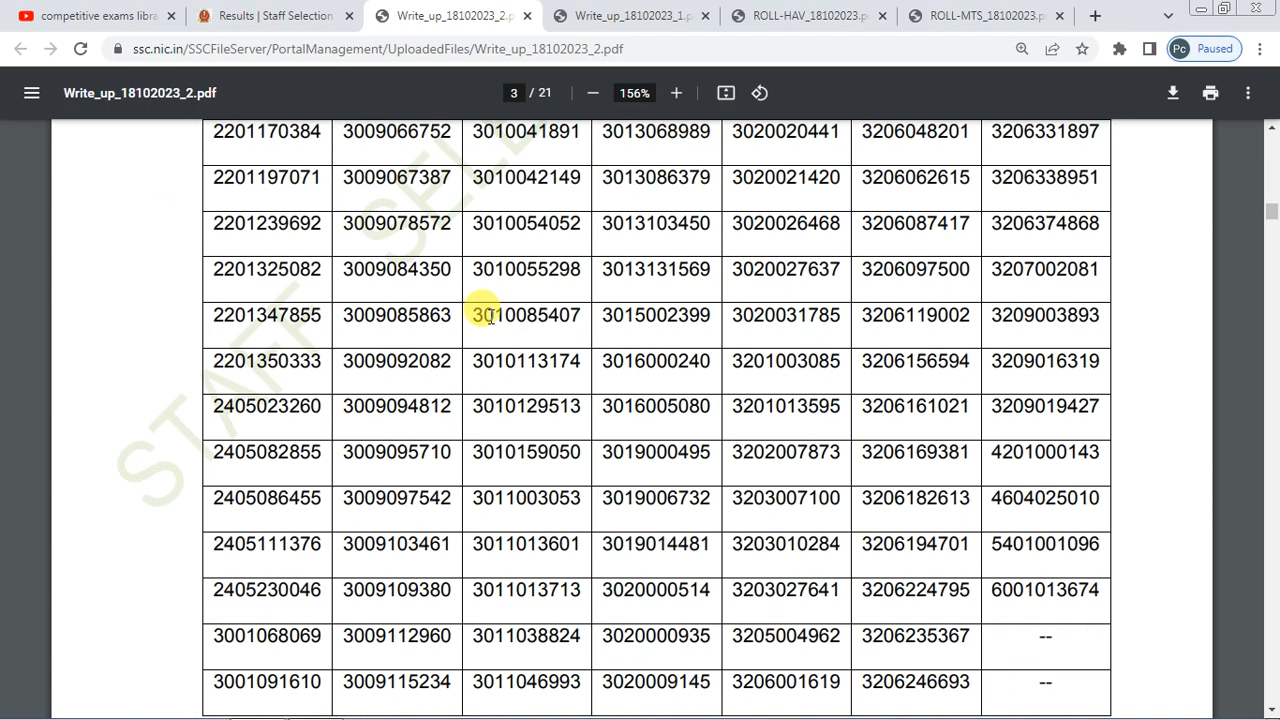 competitive exams libra
Results | Staff Selection
Write_up_18102023_2.p
Write_up_18102023_1.p
ROLL-HAV_18102023.p
ROLL-MTS_18102023.p
ssc.nic.in/SSCFileServer/PortalManagement/UploadedFiles/Write_up_18102023_2.pdf
Pc Paused
Write_up_18102023_2.pdf
3 / 21
156%
2201170384 3009066752 3010041891 3013068989 3020020441 3206048201 3206331897
2201197071 3009067387 3010042149 3013086379 3020021420 3206062615 3206338951
2201239692 3009078572 3010054052 3013103450 3020026468 3206087417 3206374868
2201325082 3009084350 3010055298 3013131569 3020027637 3206097500 3207002081
2201347855 3009085863 3010085407 3015002399 3020031785 3206119002 3209003893
2201350333 3009092082 3010113174 3016000240 3201003085 3206156594 3209016319
2405023260 3009094812 3010129513 3016005080 3201013595 3206161021 3209019427
2405082855 3009095710 3010159050 3019000495 3202007873 3206169381 4201000143
2405086455 3009097542 3011003053 3019006732 3203007100 3206182613 4604025010
2405111376 3009103461 3011013601 3019014481 3203010284 3206194701 5401001096
2405230046 3009109380 3011013713 3020000514 3203027641 3206224795 6001013674
3001068069 3009112960 3011038824 3020000935 3205004962 3206235367 --
3001091610 3009115234 3011046993 3020009145 3206001619 3206246693 --
STAFF SELE